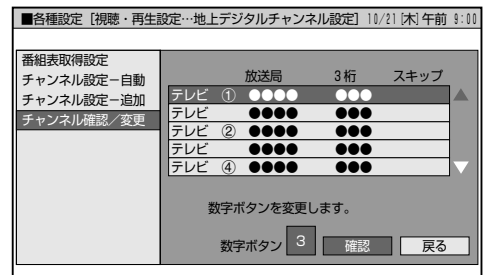 ■各種設定［視聴・再生設定…地上デジタルチャンネル設定］10/21［木］午前 9:00
番組表取得設定
チャンネル設定－自動
チャンネル設定－追加
チャンネル確認／変更
放送局 3桁 スキップ
テレビ ① ●●●● ●●●
テレビ ●●●● ●●●
テレビ ② ●●●● ●●●
テレビ ●●●● ●●●
テレビ ④ ●●●● ●●●
数字ボタンを変更します。
数字ボタン 3 確認 戻る